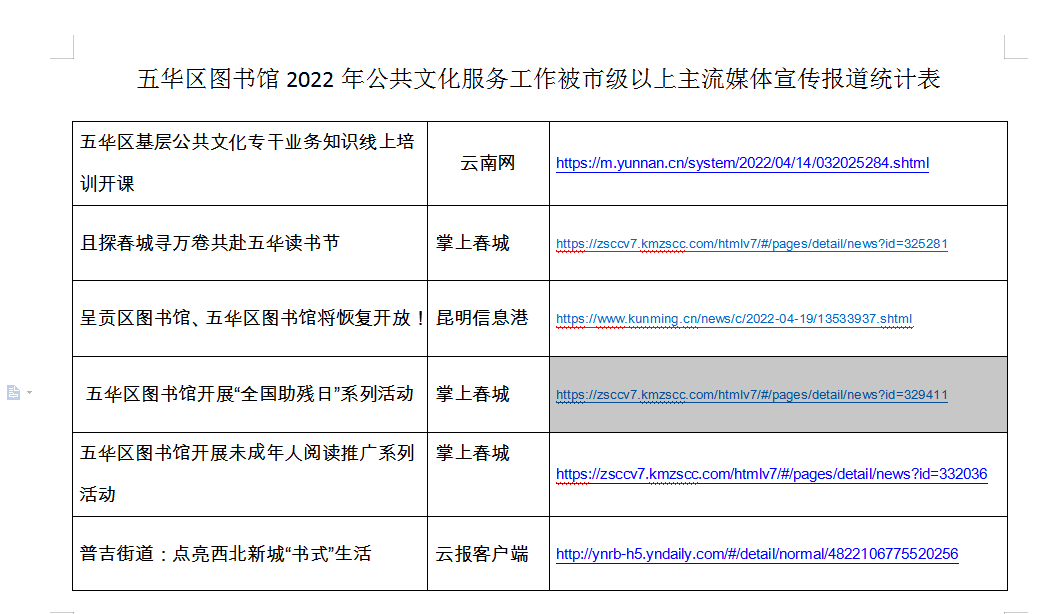 五华区图书馆 2022 年公共文化服务工作被市级以上主流媒体宣传报道统计表
五华区基层公共文化专干业务知识线上培
训开课
云南网
https://m.yunnan.cn/system/2022/04/14/032025284.shtml
且探春城寻万卷共赴五华读书节
掌上春城
https://zsccv7.kmzscc.com/htmlv7/#/pages/detail/news?id=325281
呈贡区图书馆、五华区图书馆将恢复开放！
昆明信息港
https://www.kunming.cn/news/c/2022-04-19/13533937.shtml
五华区图书馆开展“全国助残日”系列活动
掌上春城
https://zsccv7.kmzscc.com/htmlv7/#/pages/detail/news?id=329411
五华区图书馆开展未成年人阅读推广系列
活动
掌上春城
https://zsccv7.kmzscc.com/htmlv7/#/pages/detail/news?id=332036
普吉街道：点亮西北新城“书式”生活
云报客户端
http://ynrb-h5.yndaily.com/#/detail/normal/4822106775520256